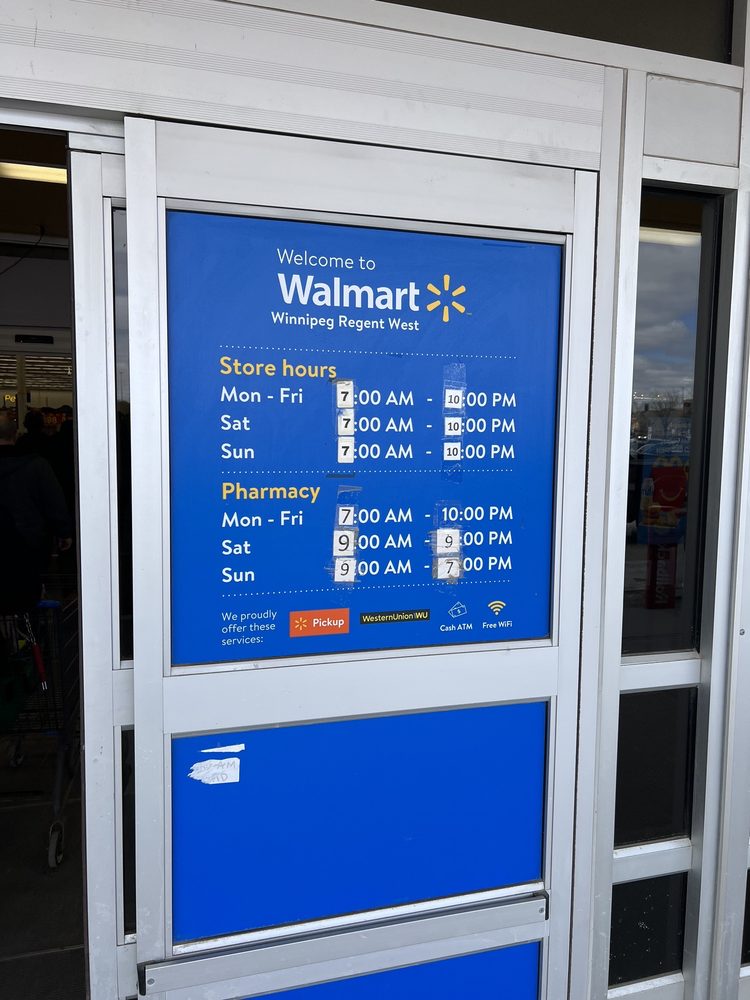 Welcome to
Walmart
Winnipeg Regent West
Store hours
Mon - Fri 7:00 AM - 10:00 PM
Sat 7:00 AM - 10:00 PM
Sun 7:00 AM - 10:00 PM
Pharmacy
Mon - Fri 7:00 AM - 10:00 PM
Sat 9:00 AM - 9:00 PM
Sun 9:00 AM - 7:00 PM
We proudly
offer these
services:
Pickup
WesternUnion WU
Cash ATM
Free WiFi